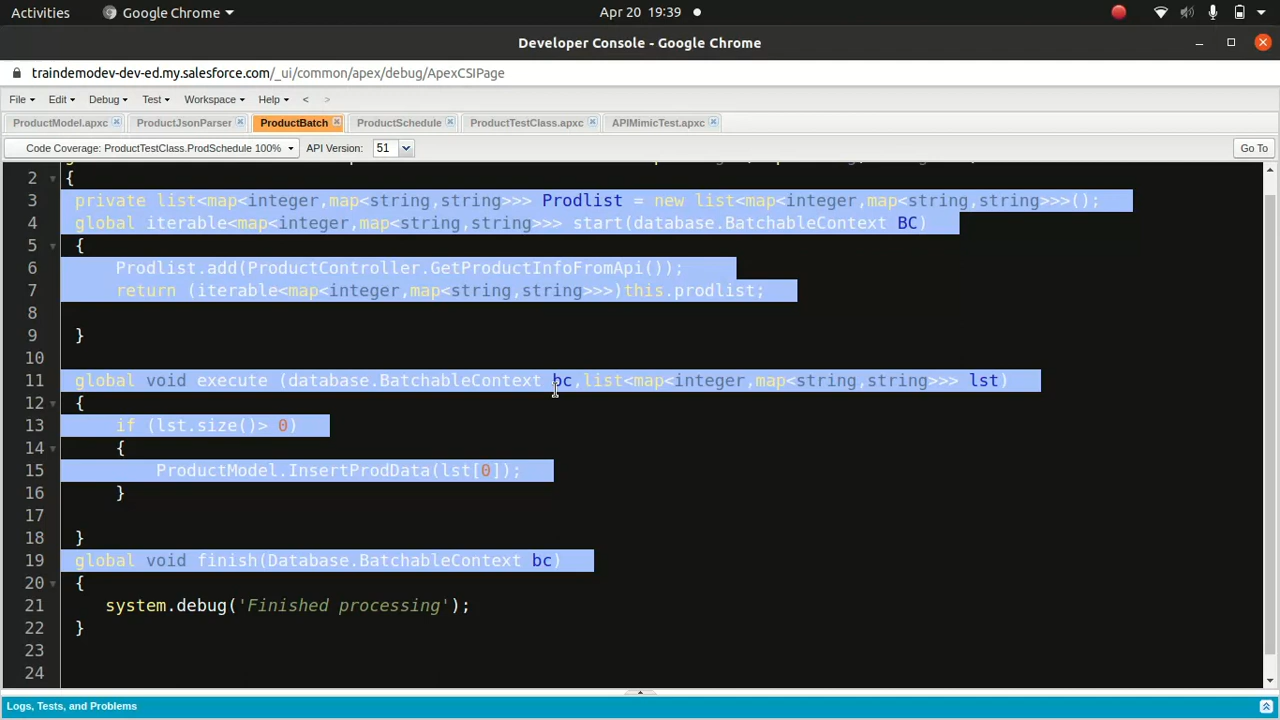 Activities Google Chrome Apr 20 19:39
Developer Console - Google Chrome
traindemodev-dev-ed.my.salesforce.com/_ui/common/apex/debug/ApexCSIPage
File Edit Debug Test Workspace Help < >
ProductModel.apxc ProductJsonParser ProductBatch ProductSchedule ProductTestClass.apxc APIMimicTest.apxc
Code Coverage: ProductTestClass.ProdSchedule 100% API Version: 51 Go To
2 {
3 private list<map<integer,map<string,string>>> Prodlist = new list<map<integer,map<string,string>>>();
4 global iterable<map<integer,map<string,string>>> start(database.BatchableContext BC)
5 {
6 Prodlist.add(ProductController.GetProductInfoFromApi());
7 return (iterable<map<integer,map<string,string>>>)this.prodlist;
8
9 }
10
11 global void execute (database.BatchableContext bc,list<map<integer,map<string,string>>> lst)
12 {
13 if (lst.size()> 0)
14 {
15 ProductModel.InsertProdData(lst[0]);
16 }
17
18 }
19 global void finish(Database.BatchableContext bc)
20 {
21 system.debug('Finished processing');
22 }
23
24
Logs, Tests, and Problems